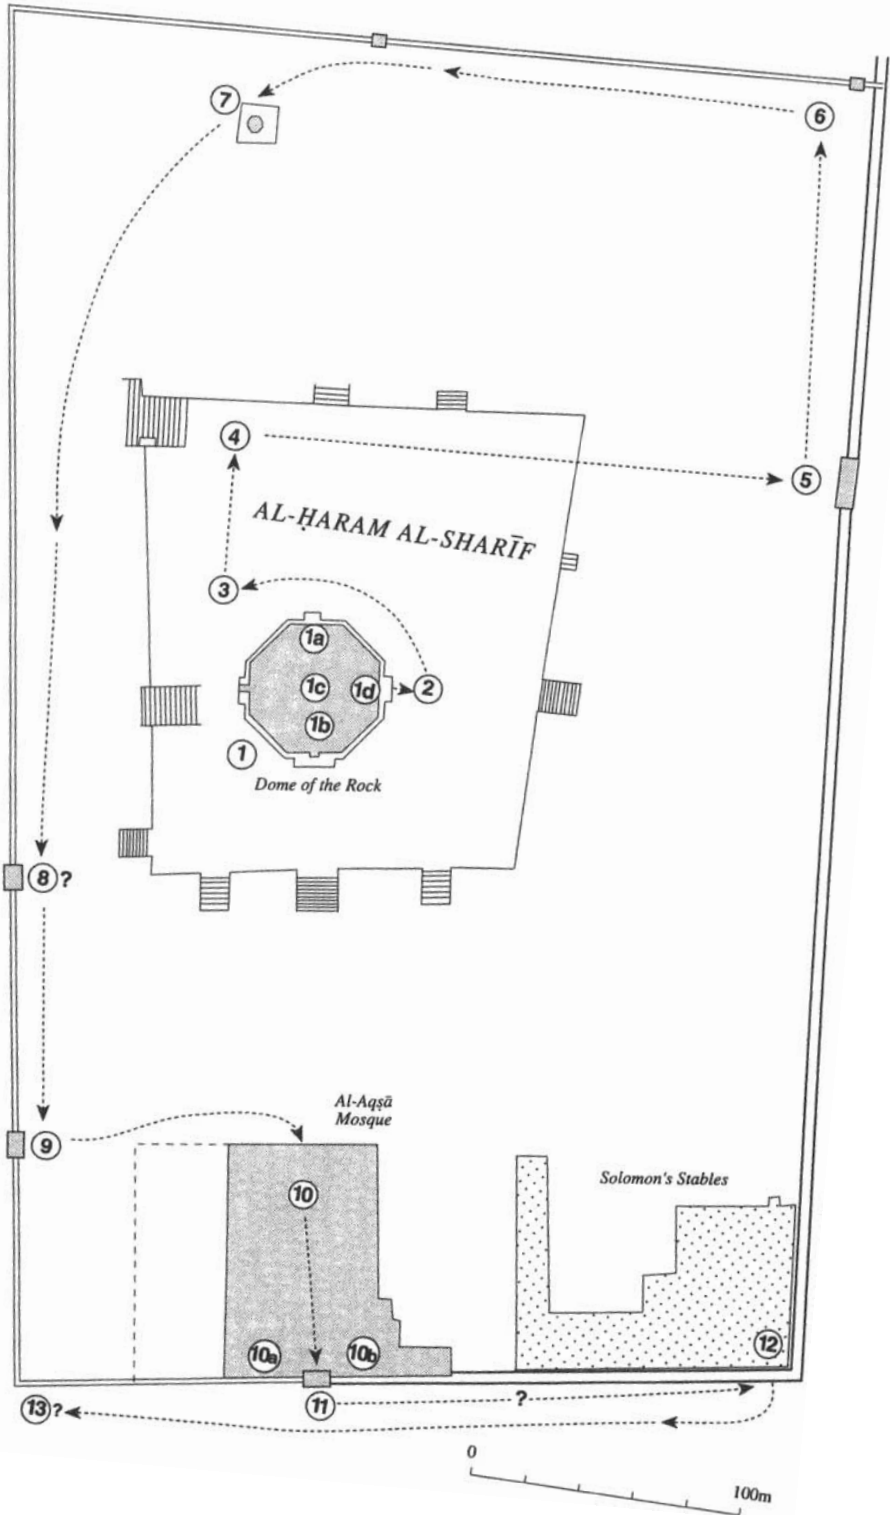 7
6
4
5
AL-ḤARAM AL-SHARĪF
3
1a
1c
1d
2
1b
1
Dome of the Rock
8?
Al-Aqṣā
Mosque
9
Solomon's Stables
10
12
10a
10b
13?
11
?
0
100m